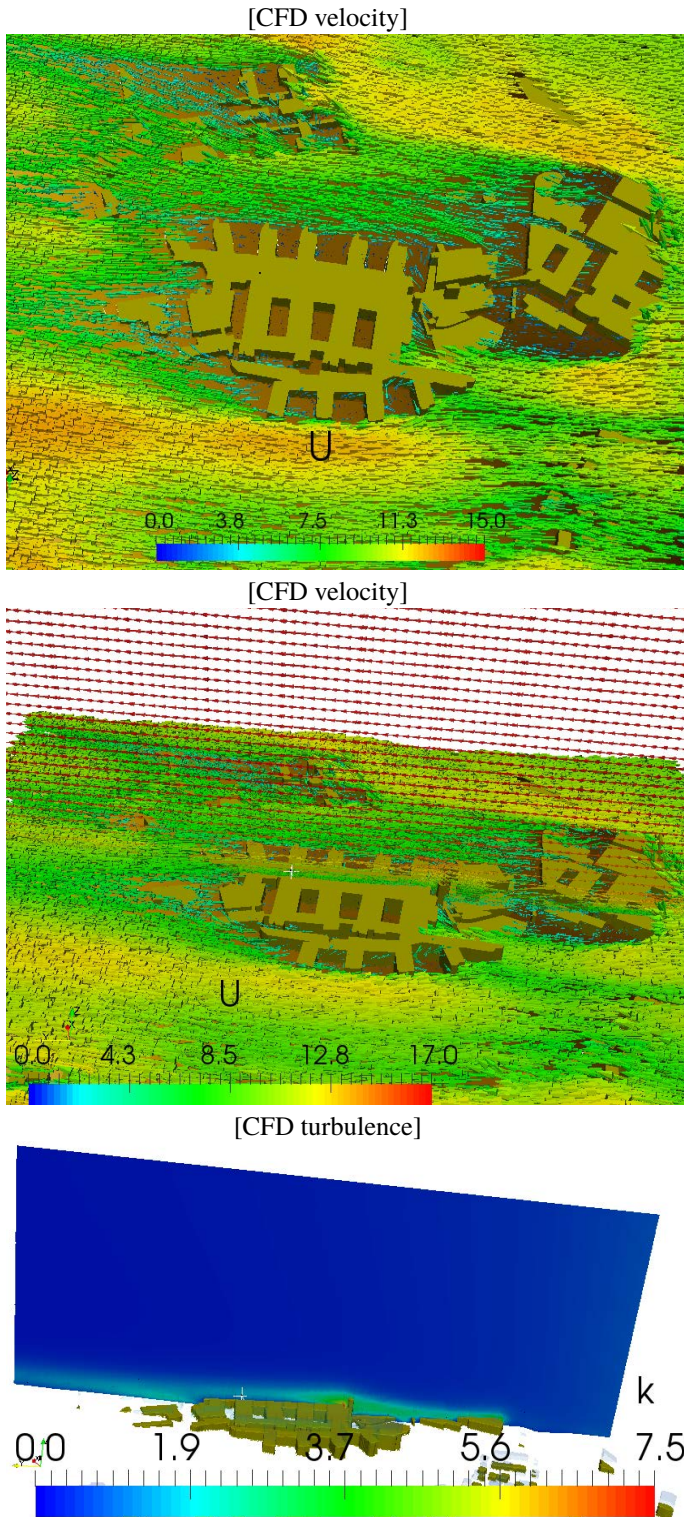 [CFD velocity]
U
0.0 3.8 7.5 11.3 15.0
[CFD velocity]
U
0.0 4.3 8.5 12.8 17.0
[CFD turbulence]
k
0.0 1.9 3.7 5.6 7.5